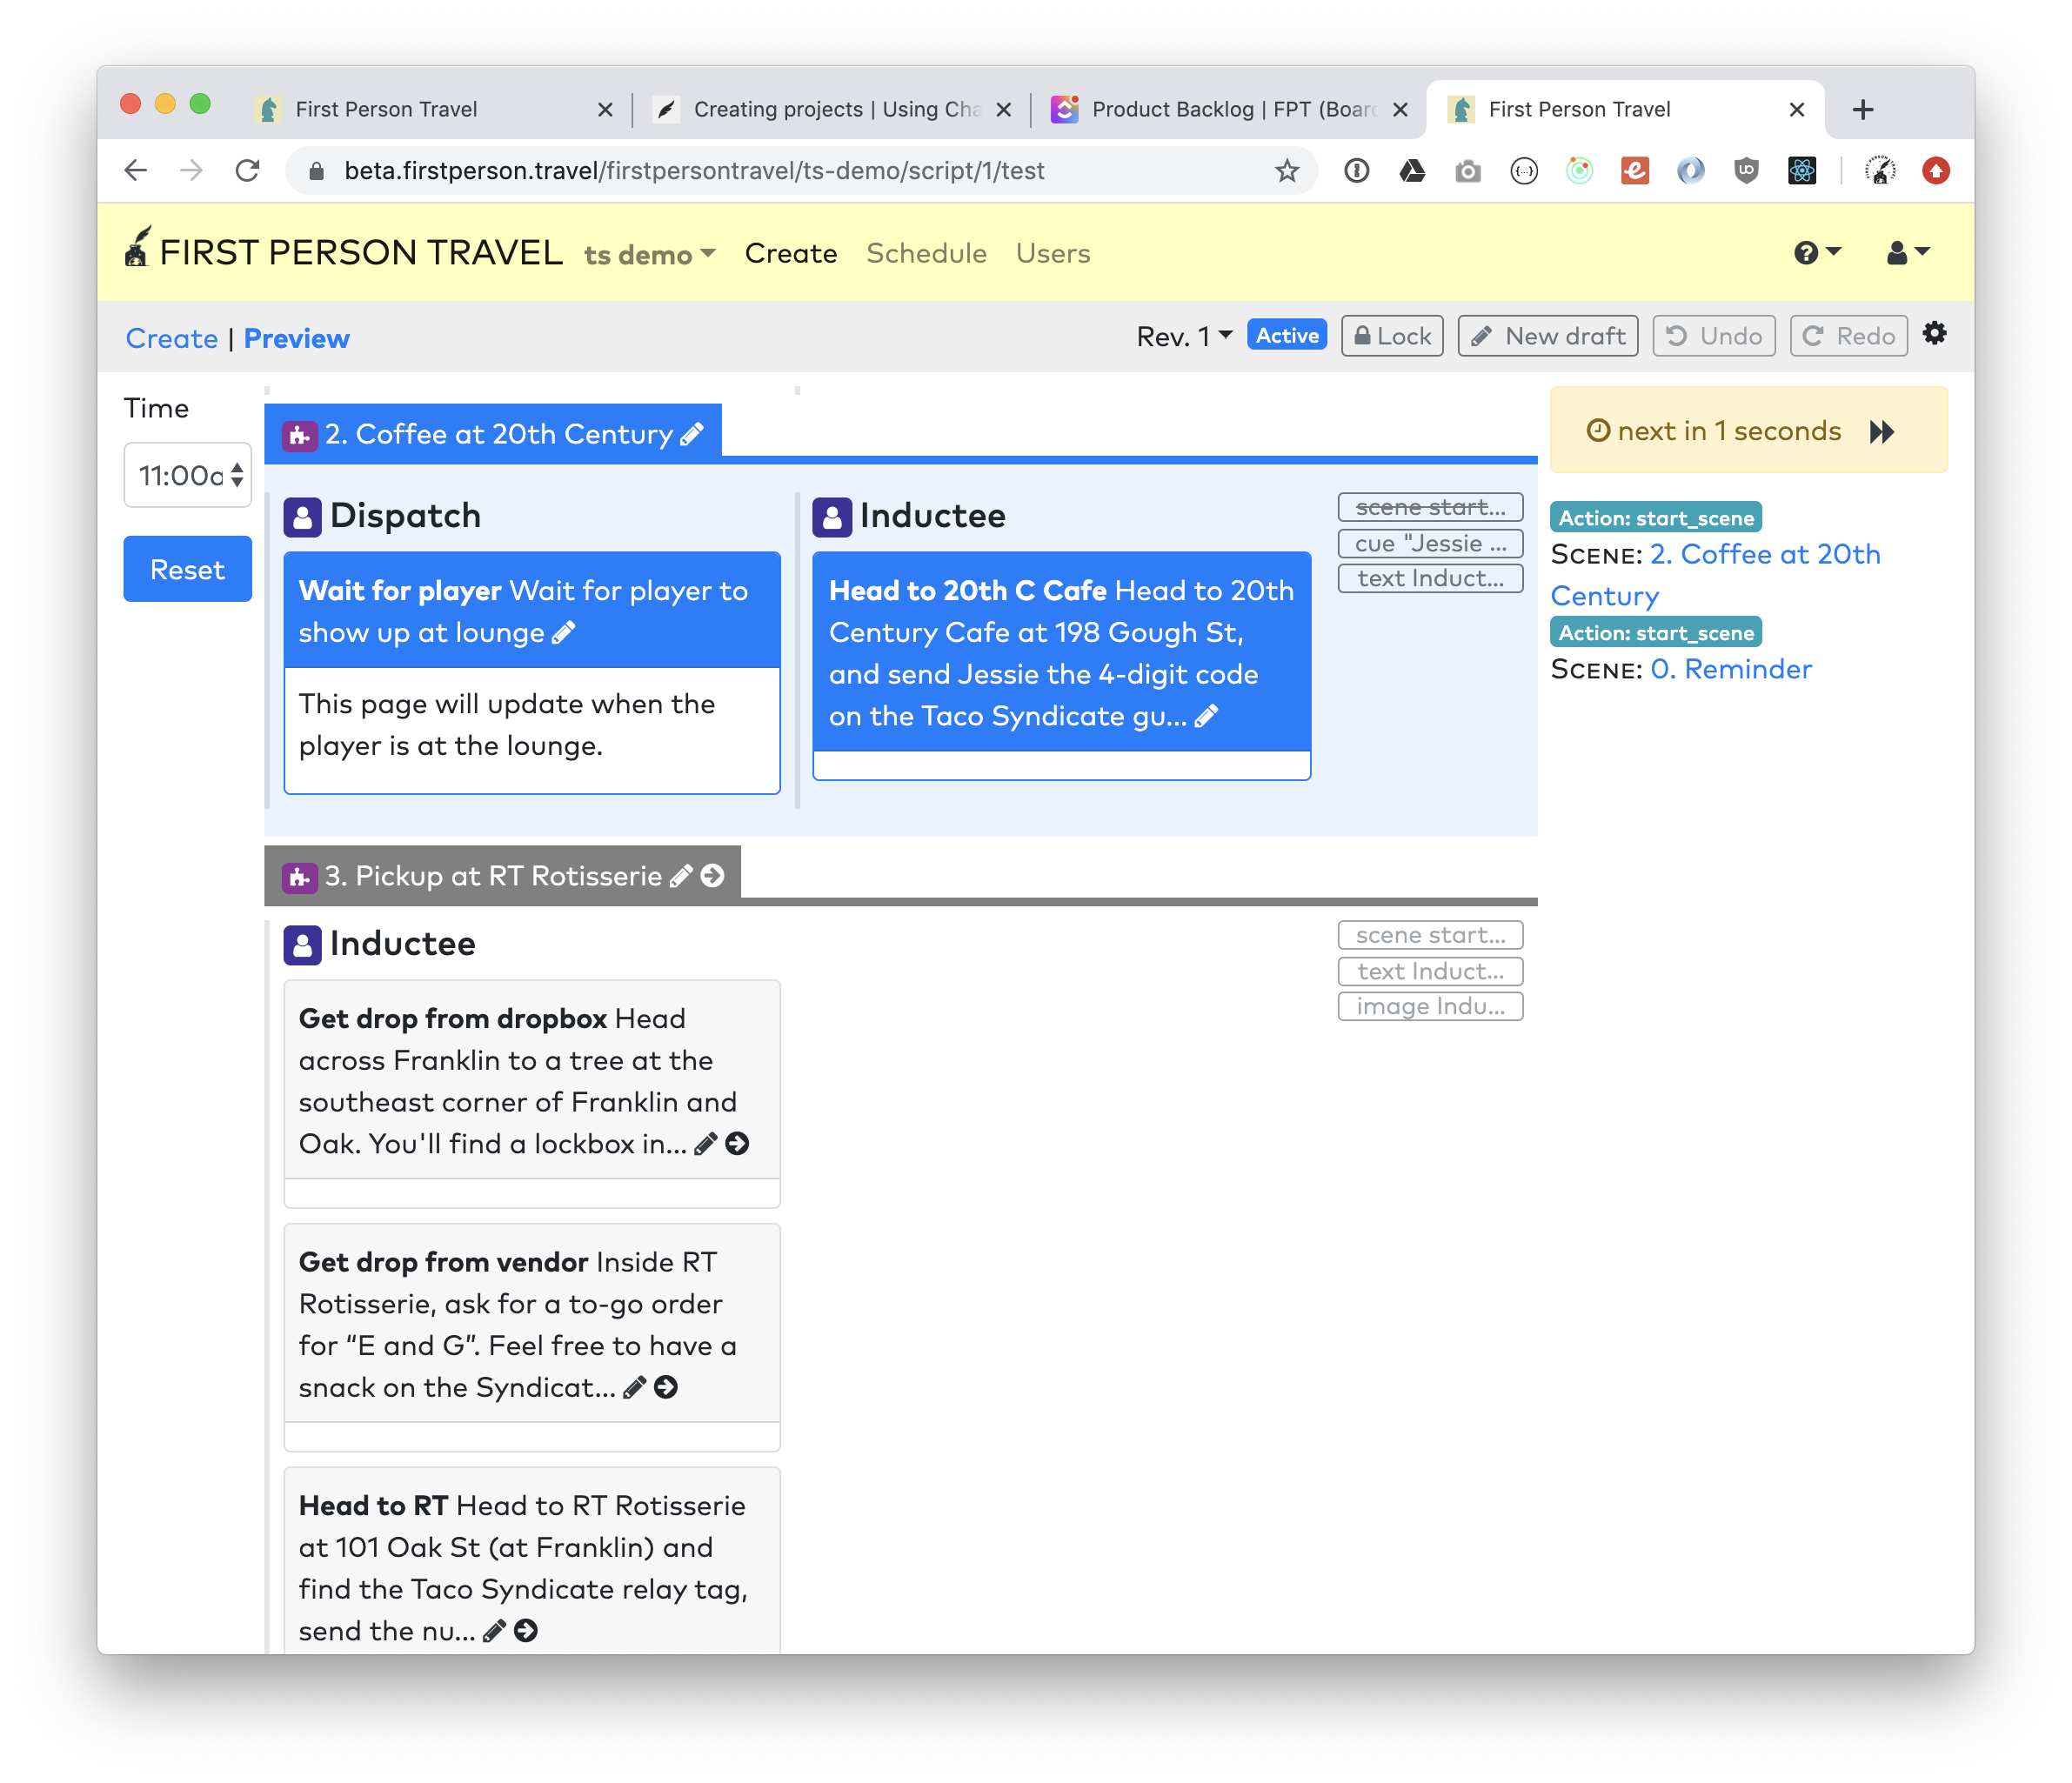 First Person Travel
Creating projects | Using Cha
Product Backlog | FPT (Boar
First Person Travel
beta.firstperson.travel/firstpersontravel/ts-demo/script/1/test
FIRST PERSON TRAVEL
ts demo
Create
Schedule
Users
Create | Preview
Rev. 1
Active
Lock
New draft
Undo
Redo
Time
11:00a
Reset
2. Coffee at 20th Century
Dispatch
Wait for player Wait for player to
show up at lounge
This page will update when the
player is at the lounge.
Inductee
Head to 20th C Cafe Head to 20th
Century Cafe at 198 Gough St,
and send Jessie the 4-digit code
on the Taco Syndicate gu...
scene start...
cue "Jessie ...
text Induct...
3. Pickup at RT Rotisserie
Inductee
Get drop from dropbox Head
across Franklin to a tree at the
southeast corner of Franklin and
Oak. You'll find a lockbox in...
Get drop from vendor Inside RT
Rotisserie, ask for a to-go order
for “E and G”. Feel free to have a
snack on the Syndicat...
Head to RT Head to RT Rotisserie
at 101 Oak St (at Franklin) and
find the Taco Syndicate relay tag,
send the nu...
scene start...
text Induct...
image Indu...
next in 1 seconds
Action: start_scene
SCENE: 2. Coffee at 20th
Century
Action: start_scene
SCENE: 0. Reminder